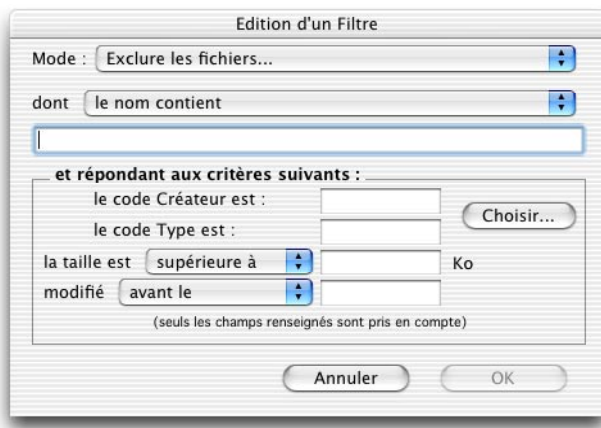 Edition d'un Filtre
Mode : Exclure les fichiers...
dont le nom contient
et répondant aux critères suivants :
le code Créateur est :
Choisir...
le code Type est :
la taille est supérieure à Ko
modifié avant le
(seuls les champs renseignés sont pris en compte)
Annuler OK